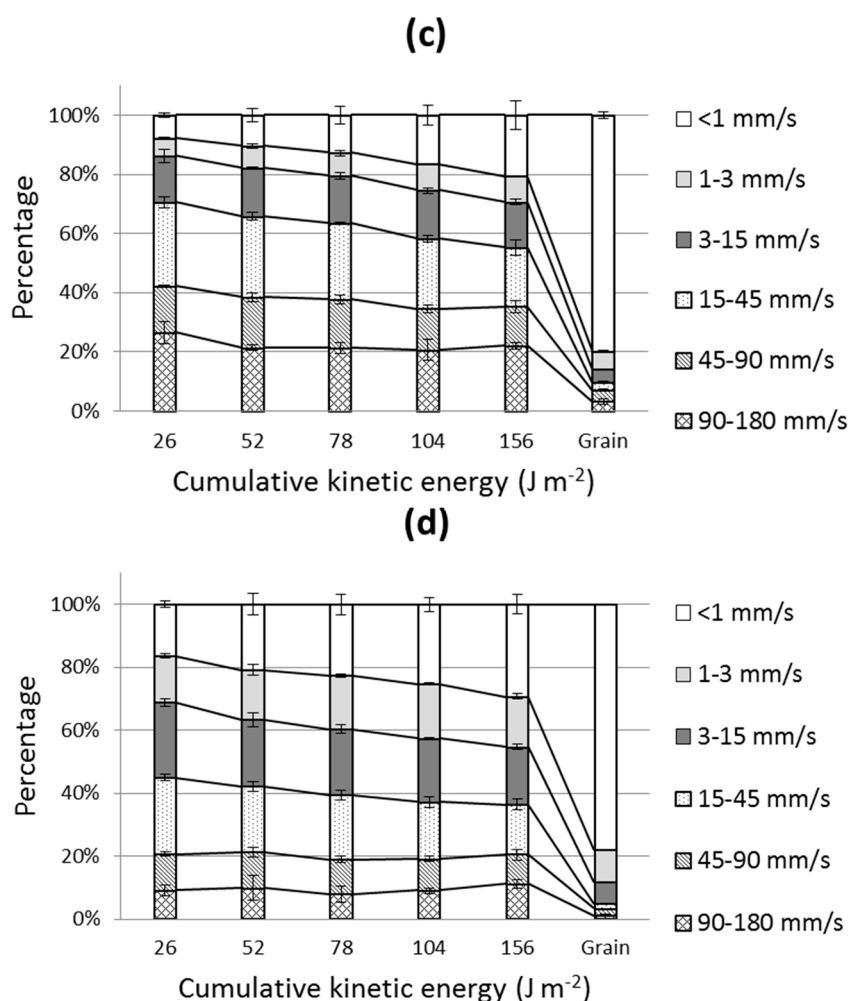 (c)
Percentage
100%
80%
60%
40%
20%
0%
26 52 78 104 156 Grain
Cumulative kinetic energy (J m-2)
<1 mm/s
1-3 mm/s
3-15 mm/s
15-45 mm/s
45-90 mm/s
90-180 mm/s
(d)
Percentage
100%
80%
60%
40%
20%
0%
26 52 78 104 156 Grain
Cumulative kinetic energy (J m-2)
<1 mm/s
1-3 mm/s
3-15 mm/s
15-45 mm/s
45-90 mm/s
90-180 mm/s